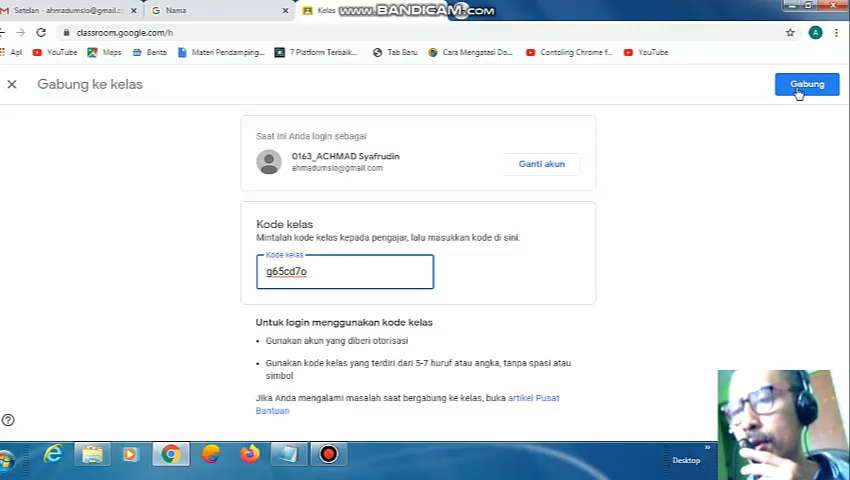 Setelan - ahmadumslo@gmail.c
Nama
Kelas
WWW.BANDICAM.COM
classroom.google.com/h
Apl
YouTube
Maps
Berita
Materi Pendamping...
7 Platform Terbaik...
Tab Baru
Cara Mengatasi Do...
Contoling Chrome f...
YouTube
Gabung ke kelas
Gabung
Saat ini Anda login sebagai
0163_ACHMAD Syafrudin
ahmadumslo@gmail.com
Ganti akun
Kode kelas
Mintalah kode kelas kepada pengajar, lalu masukkan kode di sini.
Kode kelas
g65cd7o
Untuk login menggunakan kode kelas
• Gunakan akun yang diberi otorisasi
• Gunakan kode kelas yang terdiri dari 5-7 huruf atau angka, tanpa spasi atau
simbol
Jika Anda mengalami masalah saat bergabung ke kelas, buka artikel Pusat
Bantuan
Desktop